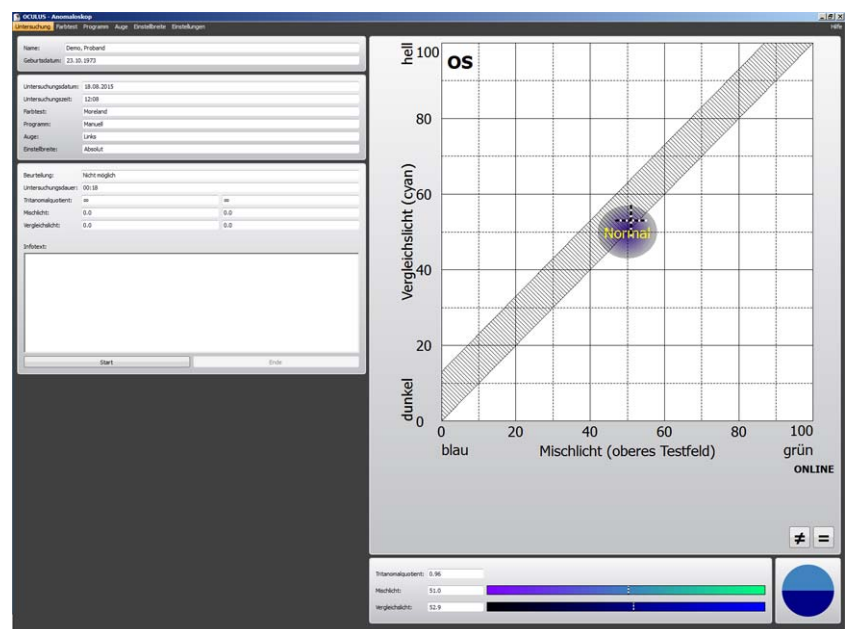 OCULUS - Anomaloskop
Untersuchung Farbtest Programm Auge Einstellbreite Einstellungen Hilfe
Name: Demo, Proband
Geburtsdatum: 23.10.1973
Untersuchungsdatum: 18.08.2015
Untersuchungszeit: 12:08
Farbtest: Moreland
Programm: Manuell
Auge: Links
Einstellbreite: Absolut
Beurteilung: Nicht möglich
Untersuchungsdauer: 00:18
Tritanomalquotient: ∞ ∞
Mischlicht: 0.0 0.0
Vergleichslicht: 0.0 0.0
Infotext:
Start Ende
OS
hell
Vergleichslicht (cyan)
dunkel
100
80
60
40
20
0
Normal
0 20 40 60 80 100
blau Mischlicht (oberes Testfeld) grün
ONLINE
≠ =
Tritanomalquotient: 0.96
Mischlicht: 51.0
Vergleichslicht: 52.9